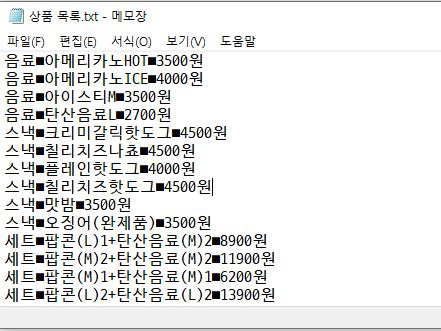 상품 목록.txt - 메모장
파일(F) 편집(E) 서식(O) 보기(V) 도움말
음료■아메리카노HOT■3500원
음료■아메리카노ICE■4000원
음료■아이스티M■3500원
음료■탄산음료L■2700원
스낵■크리미갈릭핫도그■4500원
스낵■칠리치즈나쵸■4500원
스낵■플레인핫도그■4000원
스낵■칠리치즈핫도그■4500원
스낵■맛밤■3500원
스낵■오징어(완제품)■3500원
세트■팝콘(L)1+탄산음료(M)2■8900원
세트■팝콘(M)2+탄산음료(M)2■11900원
세트■팝콘(M)1+탄산음료(M)1■6200원
세트■팝콘(L)2+탄산음료(L)2■13900원